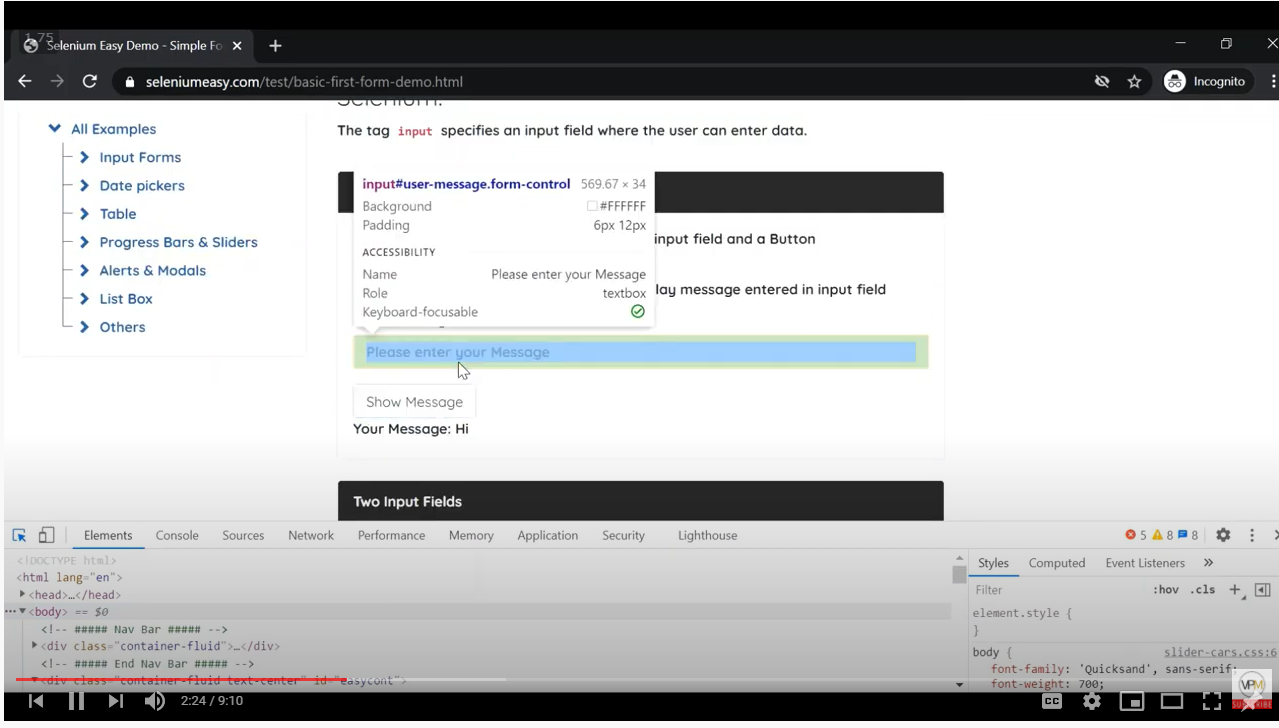 1.75
Selenium Easy Demo - Simple Fo
seleniumeasy.com/test/basic-first-form-demo.html
Incognito
All Examples
Input Forms
Date pickers
Table
Progress Bars & Sliders
Alerts & Modals
List Box
Others
Selenium.
The tag input specifies an input field where the user can enter data.
input#user-message.form-control 569.67 × 34
Background #FFFFFF
Padding 6px 12px
ACCESSIBILITY
Name Please enter your Message
Role textbox
Keyboard-focusable
input field and a Button
lay message entered in input field
Please enter your Message
Show Message
Your Message: Hi
Two Input Fields
Elements Console Sources Network Performance Memory Application Security Lighthouse 5 8 8
<!DOCTYPE html>
<html lang="en">
<head>…</head>
<body> == $0
<!-- ##### Nav Bar ##### -->
<div class="container-fluid">…</div>
<!-- ##### End Nav Bar ##### -->
<div class="container-fluid text-center" id="easycont">
Styles Computed Event Listeners
Filter :hov .cls
element.style {
}
body { slider-cars.css:6
font-family: 'Quicksand', sans-serif;
font-weight: 700;
2:24 / 9:10
CC
VPM
SUBSCRIBE